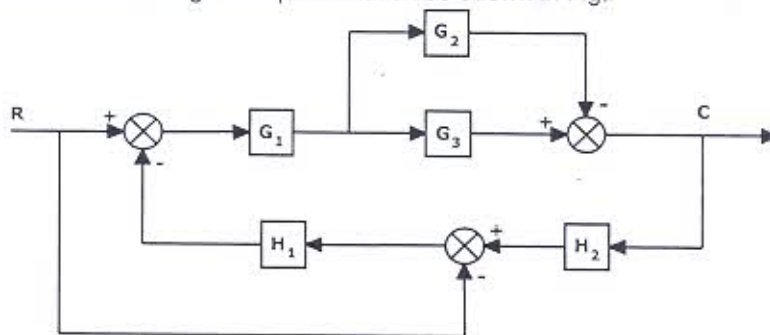 G₂
R
+
-
C
+
G₁
G₃
+
-
H₁
H₂
-